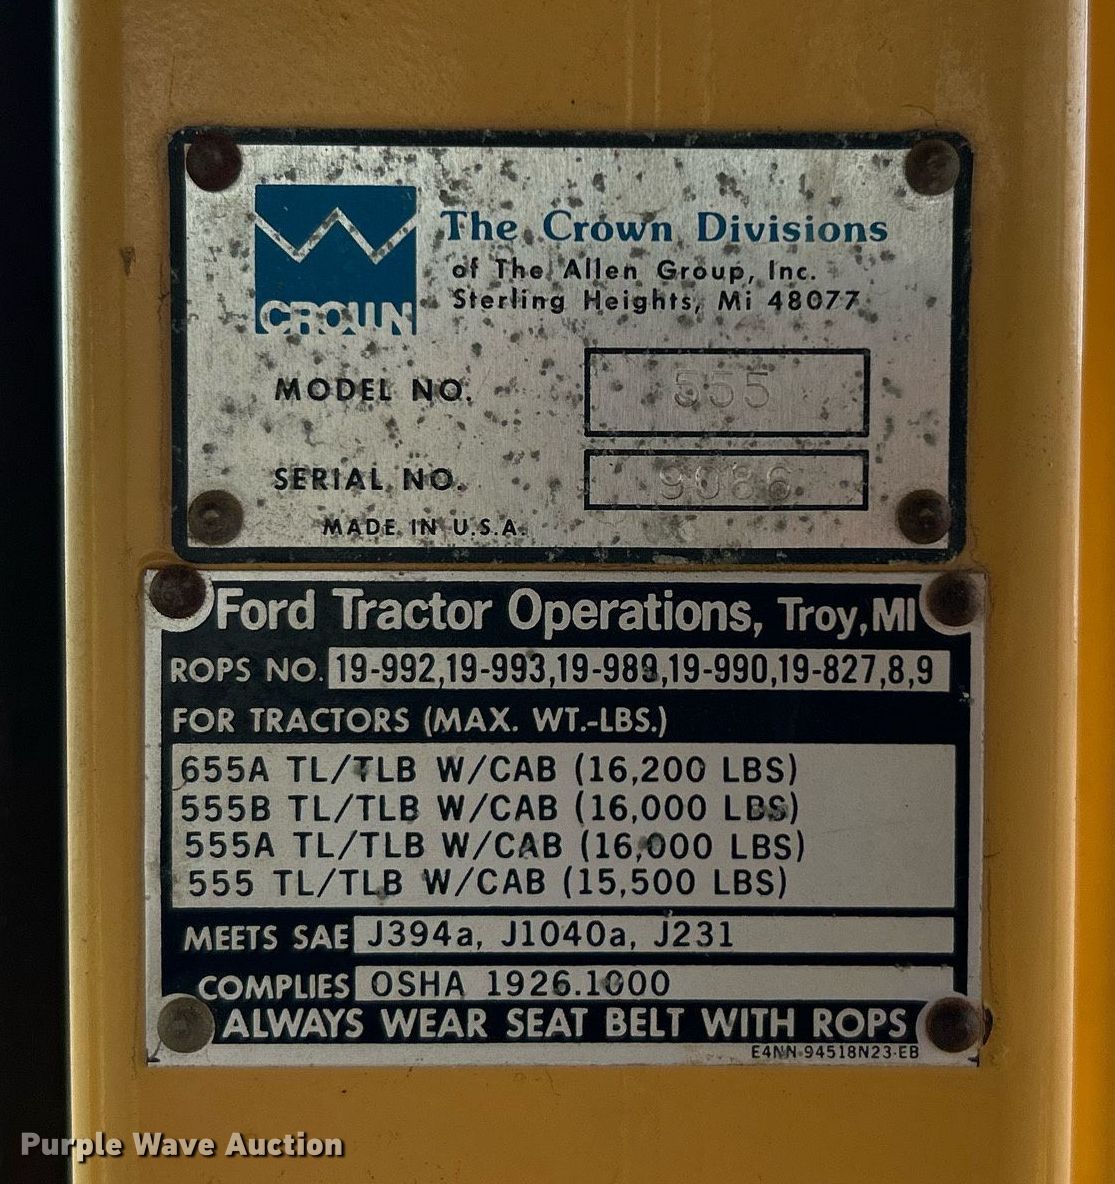 CROWN
The Crown Divisions
of The Allen Group, Inc.
Sterling Heights, Mi 48077
MODEL NO. 555
SERIAL NO. 9086
MADE IN U.S.A.
Ford Tractor Operations, Troy, MI
ROPS NO. 19-992,19-993,19-989,19-990,19-827,8,9
FOR TRACTORS (MAX. WT.-LBS.)
655A TL/TLB W/CAB (16,200 LBS)
555B TL/TLB W/CAB (16,000 LBS)
555A TL/TLB W/CAB (16,000 LBS)
555 TL/TLB W/CAB (15,500 LBS)
MEETS SAE J394a, J1040a, J231
COMPLIES OSHA 1926.1000
ALWAYS WEAR SEAT BELT WITH ROPS
E4NN-94518N23-EB
Purple Wave Auction